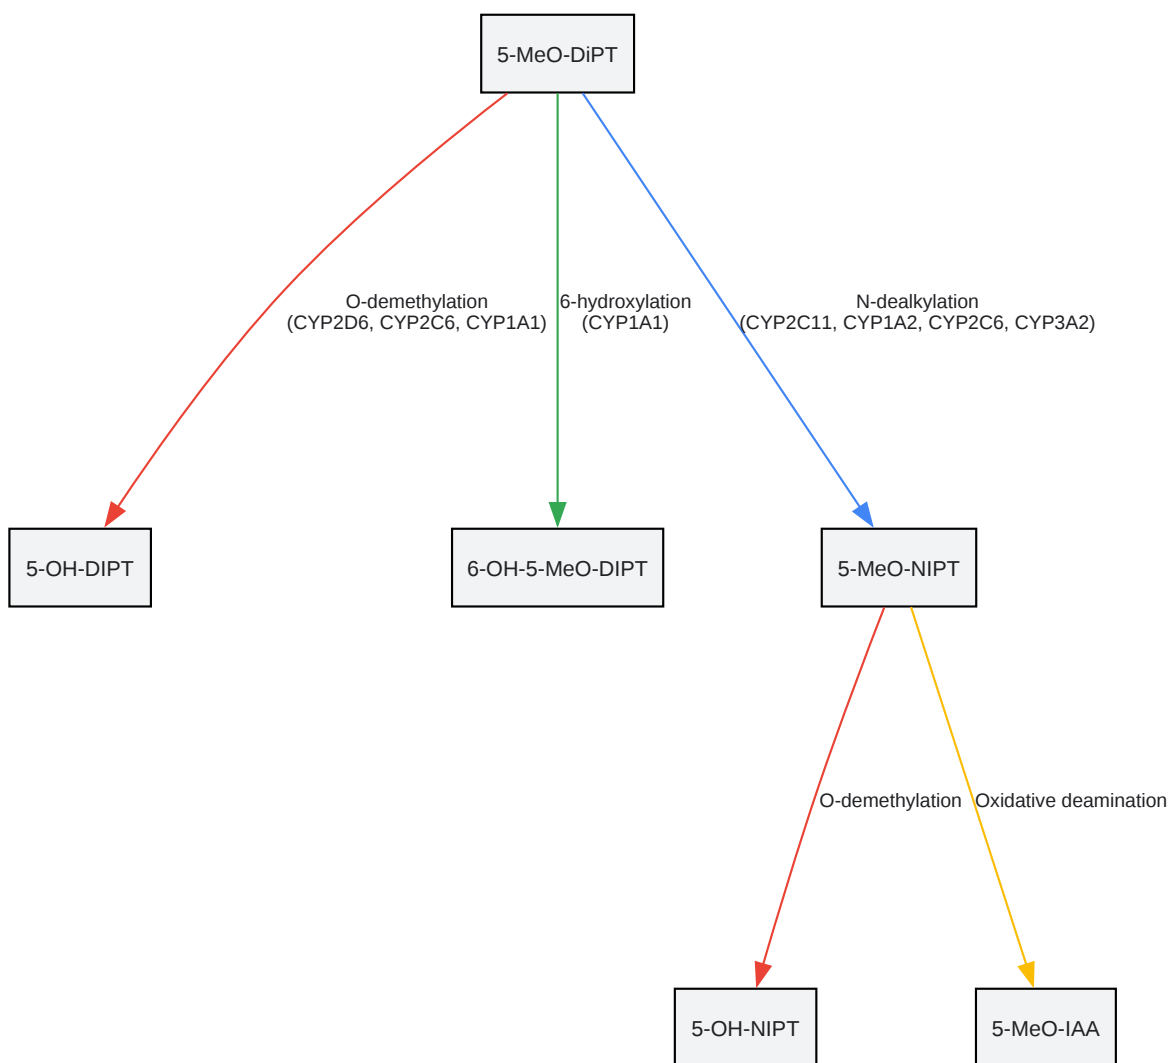 5-MeO-DiPT
O-demethylation
(CYP2D6, CYP2C6, CYP1A1)
6-hydroxylation
(CYP1A1)
N-dealkylation
(CYP2C11, CYP1A2, CYP2C6, CYP3A2)
5-OH-DIPT
6-OH-5-MeO-DIPT
5-MeO-NIPT
O-demethylation
Oxidative deamination
5-OH-NIPT
5-MeO-IAA